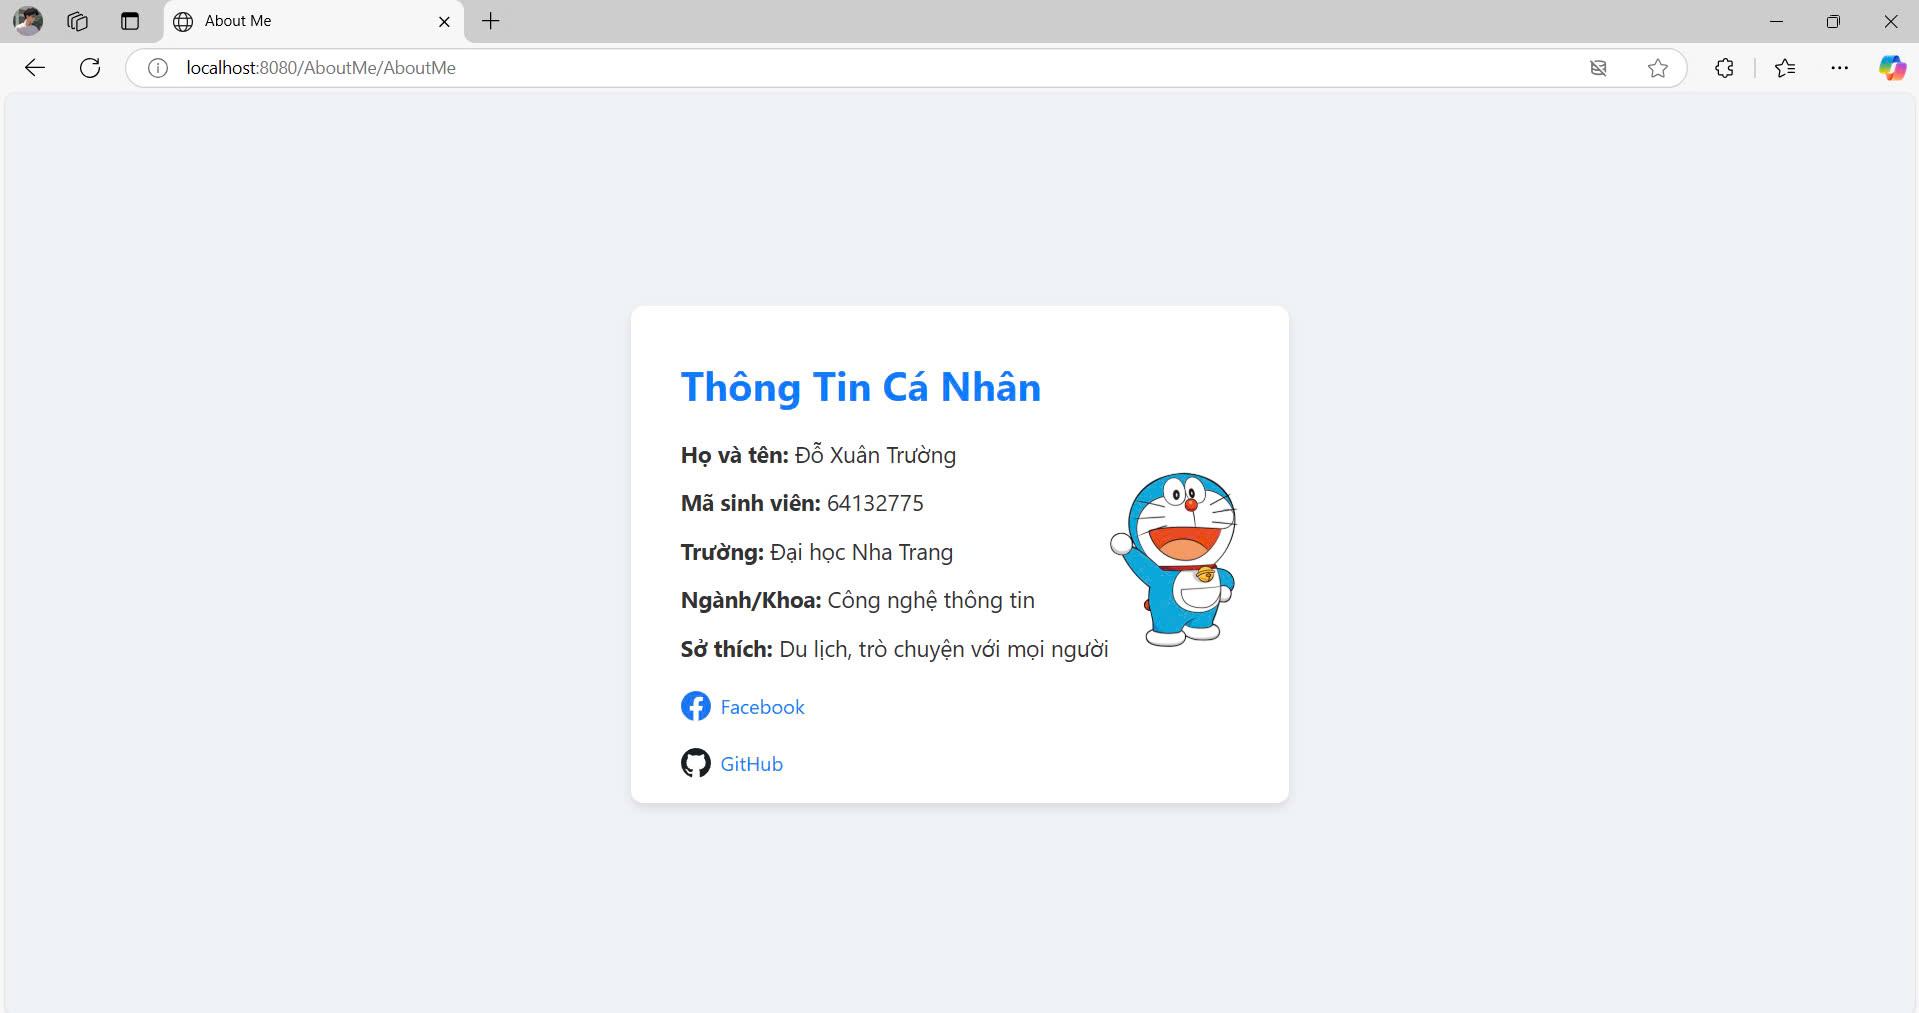 About Me
localhost:8080/AboutMe/AboutMe
Thông Tin Cá Nhân
Họ và tên: Đỗ Xuân Trường
Mã sinh viên: 64132775
Trường: Đại học Nha Trang
Ngành/Khoa: Công nghệ thông tin
Sở thích: Du lịch, trò chuyện với mọi người
Facebook
GitHub